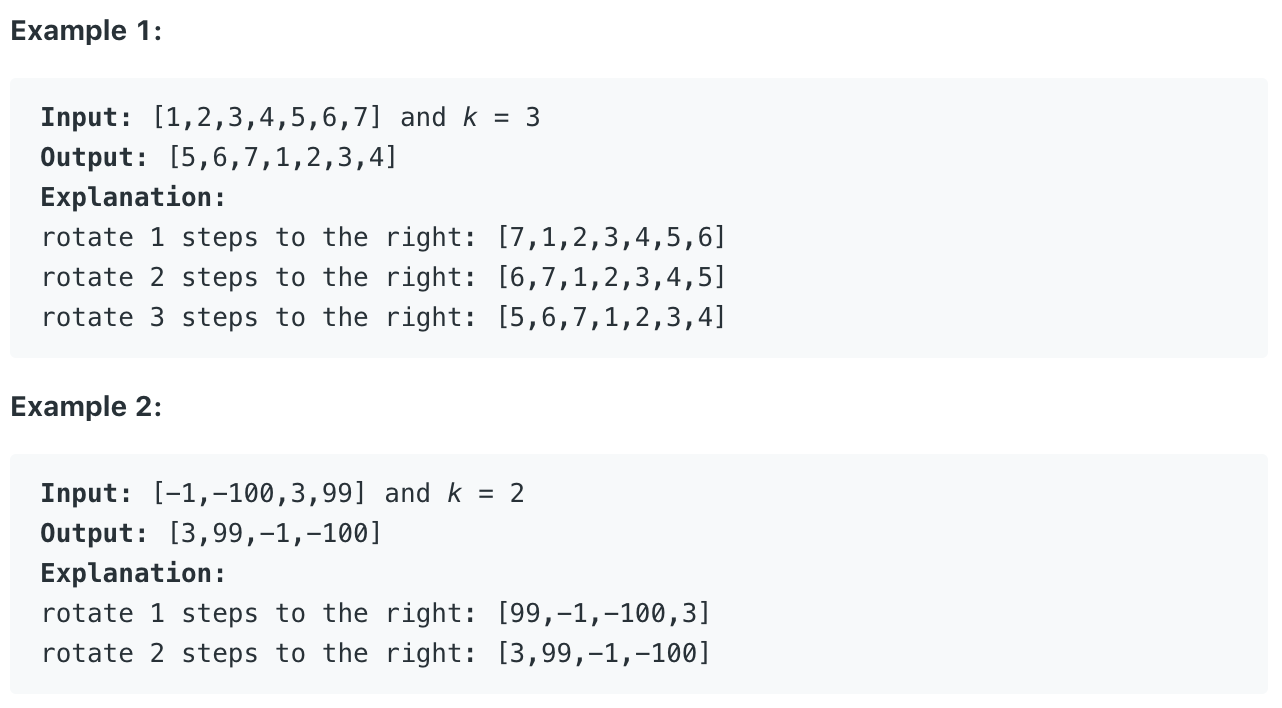 Example 1:
Input: [1,2,3,4,5,6,7] and k = 3
Output: [5,6,7,1,2,3,4]
Explanation:
rotate 1 steps to the right: [7,1,2,3,4,5,6]
rotate 2 steps to the right: [6,7,1,2,3,4,5]
rotate 3 steps to the right: [5,6,7,1,2,3,4]
Example 2:
Input: [-1,-100,3,99] and k = 2
Output: [3,99,-1,-100]
Explanation:
rotate 1 steps to the right: [99,-1,-100,3]
rotate 2 steps to the right: [3,99,-1,-100]